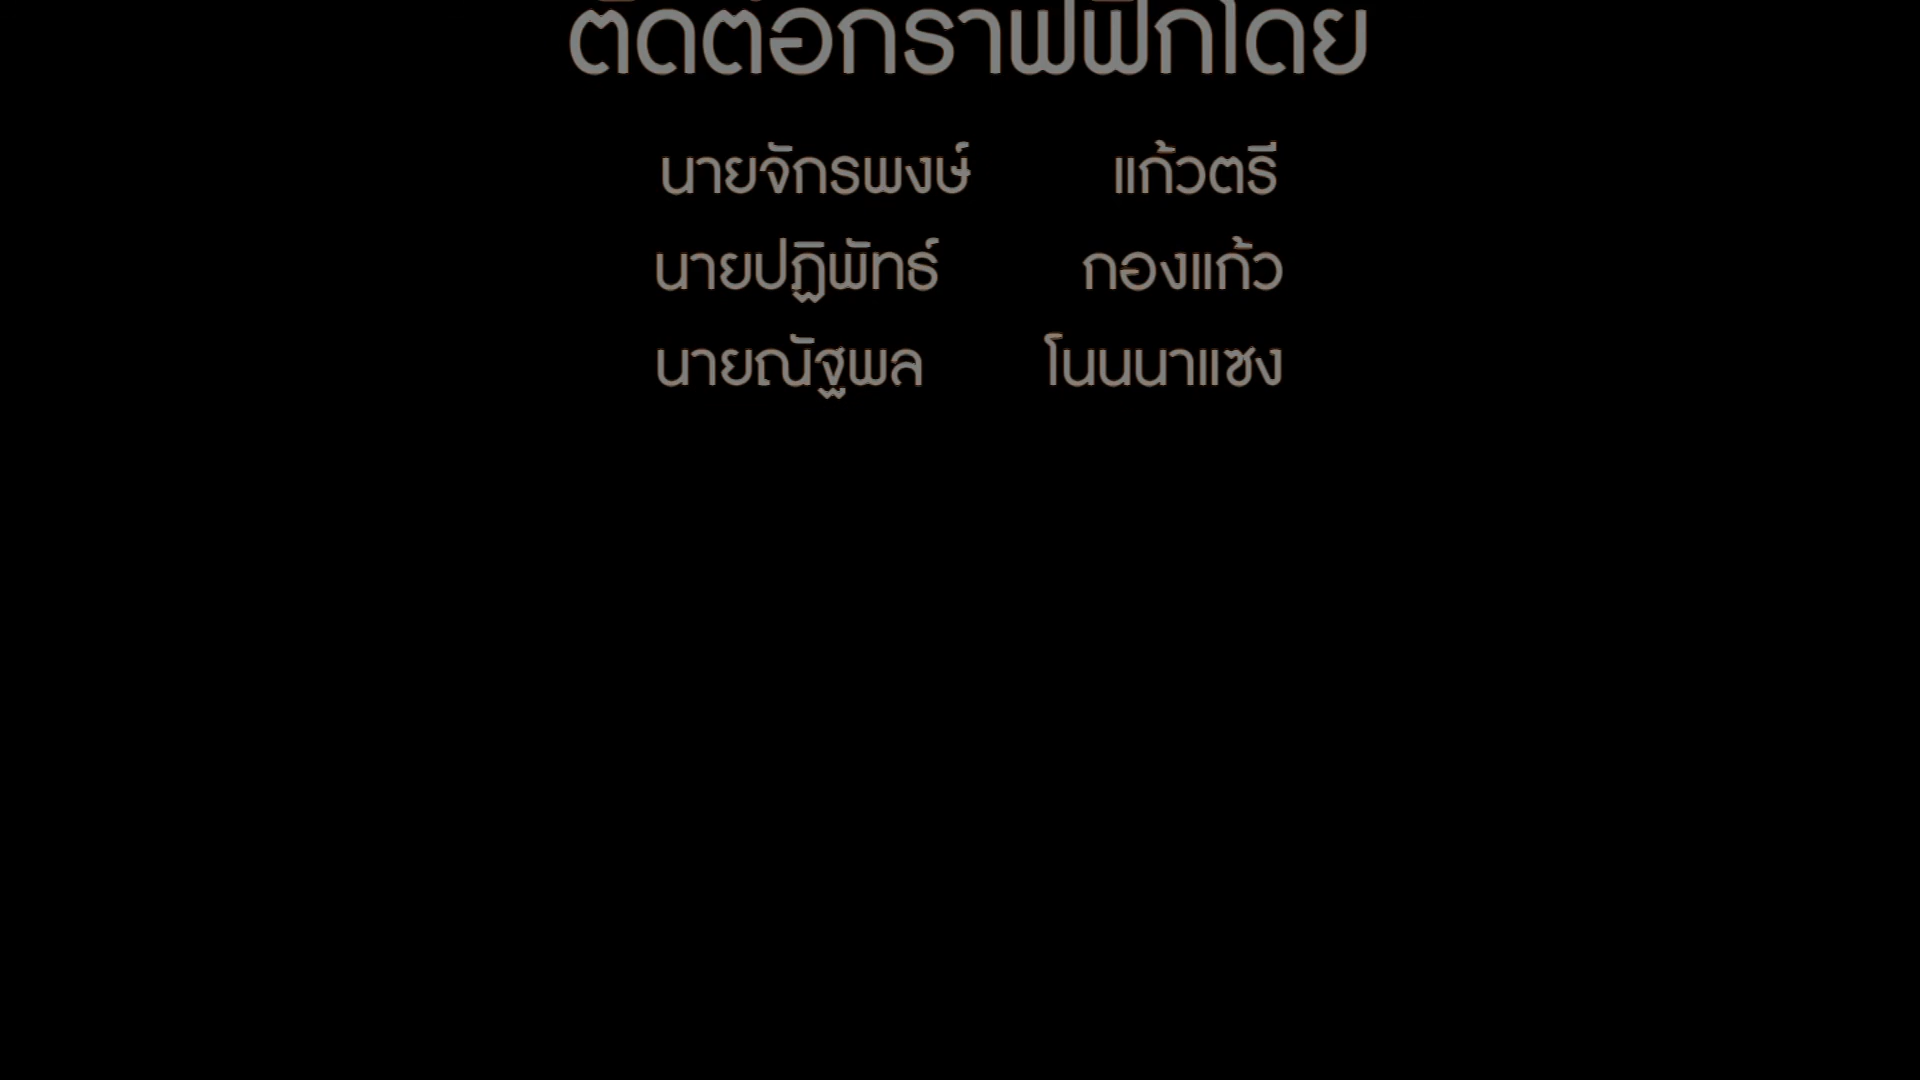 ตัดต่อกราฟฟิกโดย
นายจักรพงษ์ แก้วตรี
นายปฏิพัทธ์ กองแก้ว
นายณัฐพล โนนนาแซง